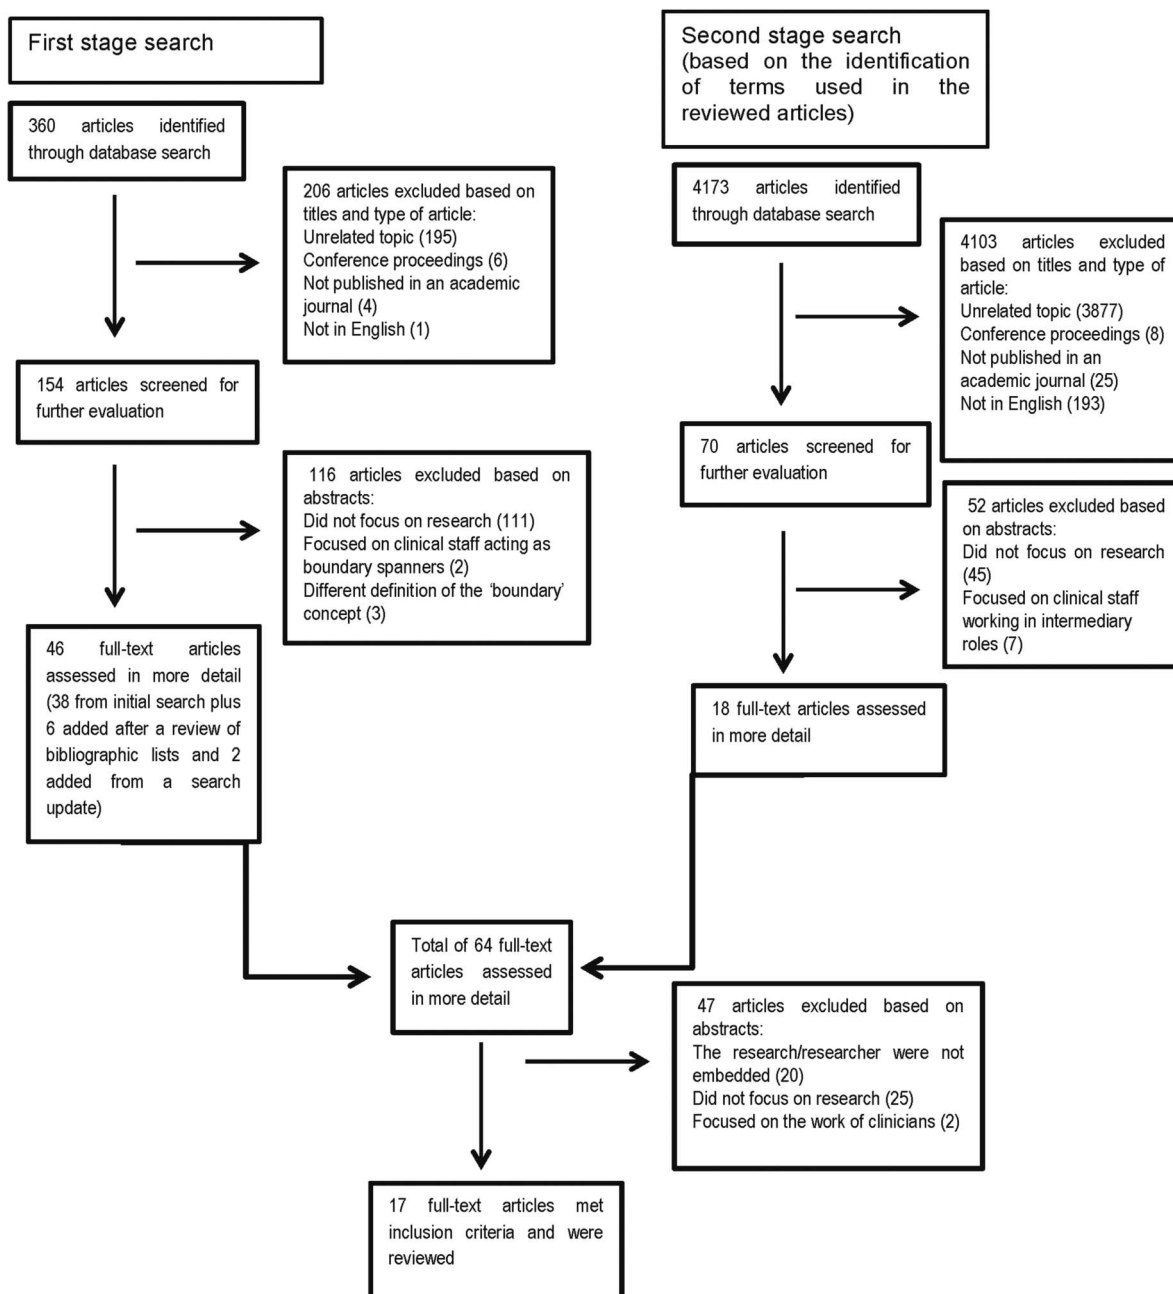 First stage search
360 articles identified
through database search
206 articles excluded based on
titles and type of article:
Unrelated topic (195)
Conference proceedings (6)
Not published in an academic
journal (4)
Not in English (1)
154 articles screened for
further evaluation
116 articles excluded based on
abstracts:
Did not focus on research (111)
Focused on clinical staff acting as
boundary spanners (2)
Different definition of the ‘boundary’
concept (3)
46 full-text articles
assessed in more detail
(38 from initial search plus
6 added after a review of
bibliographic lists and 2
added from a search
update)
Second stage search
(based on the identification
of terms used in the
reviewed articles)
4173 articles identified
through database search
4103 articles excluded
based on titles and type of
article:
Unrelated topic (3877)
Conference proceedings (8)
Not published in an
academic journal (25)
Not in English (193)
70 articles screened for
further evaluation
52 articles excluded based
on abstracts:
Did not focus on research
(45)
Focused on clinical staff
working in intermediary
roles (7)
18 full-text articles assessed
in more detail
Total of 64 full-text
articles assessed
in more detail
47 articles excluded based on
abstracts:
The research/researcher were not
embedded (20)
Did not focus on research (25)
Focused on the work of clinicians (2)
17 full-text articles met
inclusion criteria and were
reviewed